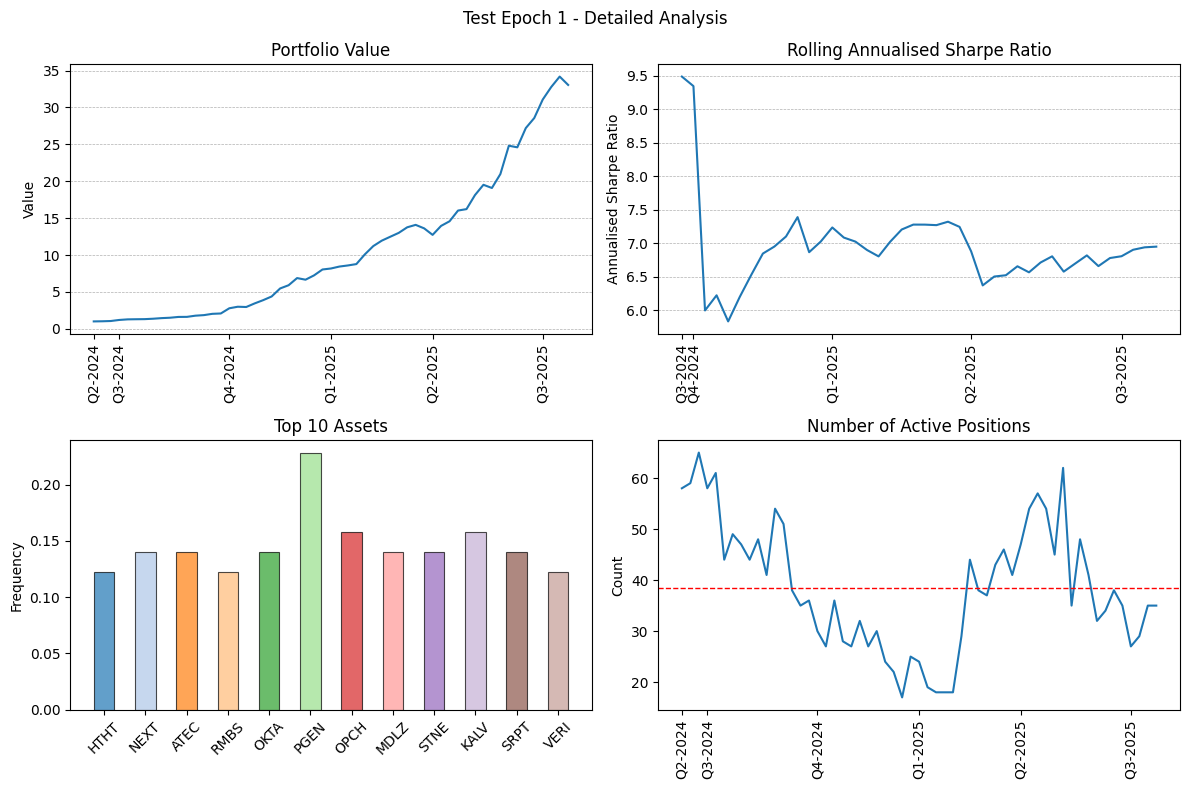 Test Epoch 1 - Detailed Analysis
Portfolio Value
Value
35
30
25
20
15
10
5
0
Q2-2024
Q3-2024
Q4-2024
Q1-2025
Q2-2025
Q3-2025
Rolling Annualised Sharpe Ratio
Annualised Sharpe Ratio
9.5
9.0
8.5
8.0
7.5
7.0
6.5
6.0
Q3-2024
Q4-2024
Q1-2025
Q2-2025
Q3-2025
Top 10 Assets
Frequency
0.20
0.15
0.10
0.05
0.00
HTHT
NEXT
ATEC
RMBS
OKTA
PGEN
OPCH
MDLZ
STNE
KALV
SRPT
VERI
Number of Active Positions
Count
60
50
40
30
20
Q2-2024
Q3-2024
Q4-2024
Q1-2025
Q2-2025
Q3-2025